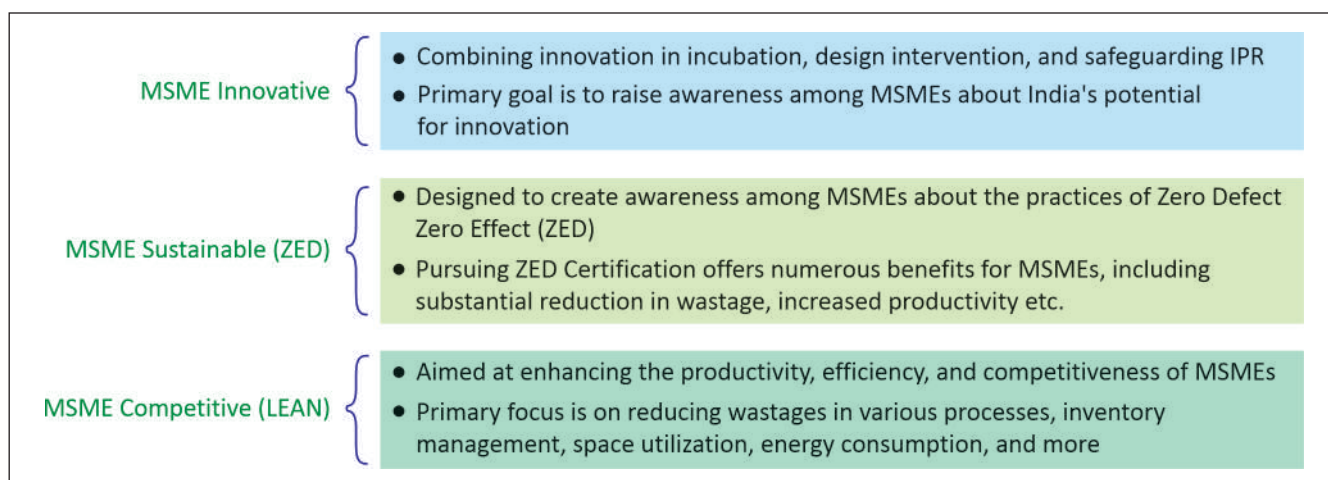 MSME Innovative
● Combining innovation in incubation, design intervention, and safeguarding IPR
● Primary goal is to raise awareness among MSMEs about India's potential
for innovation
MSME Sustainable (ZED)
● Designed to create awareness among MSMEs about the practices of Zero Defect
Zero Effect (ZED)
● Pursuing ZED Certification offers numerous benefits for MSMEs, including
substantial reduction in wastage, increased productivity etc.
MSME Competitive (LEAN)
● Aimed at enhancing the productivity, efficiency, and competitiveness of MSMEs
● Primary focus is on reducing wastages in various processes, inventory
management, space utilization, energy consumption, and more